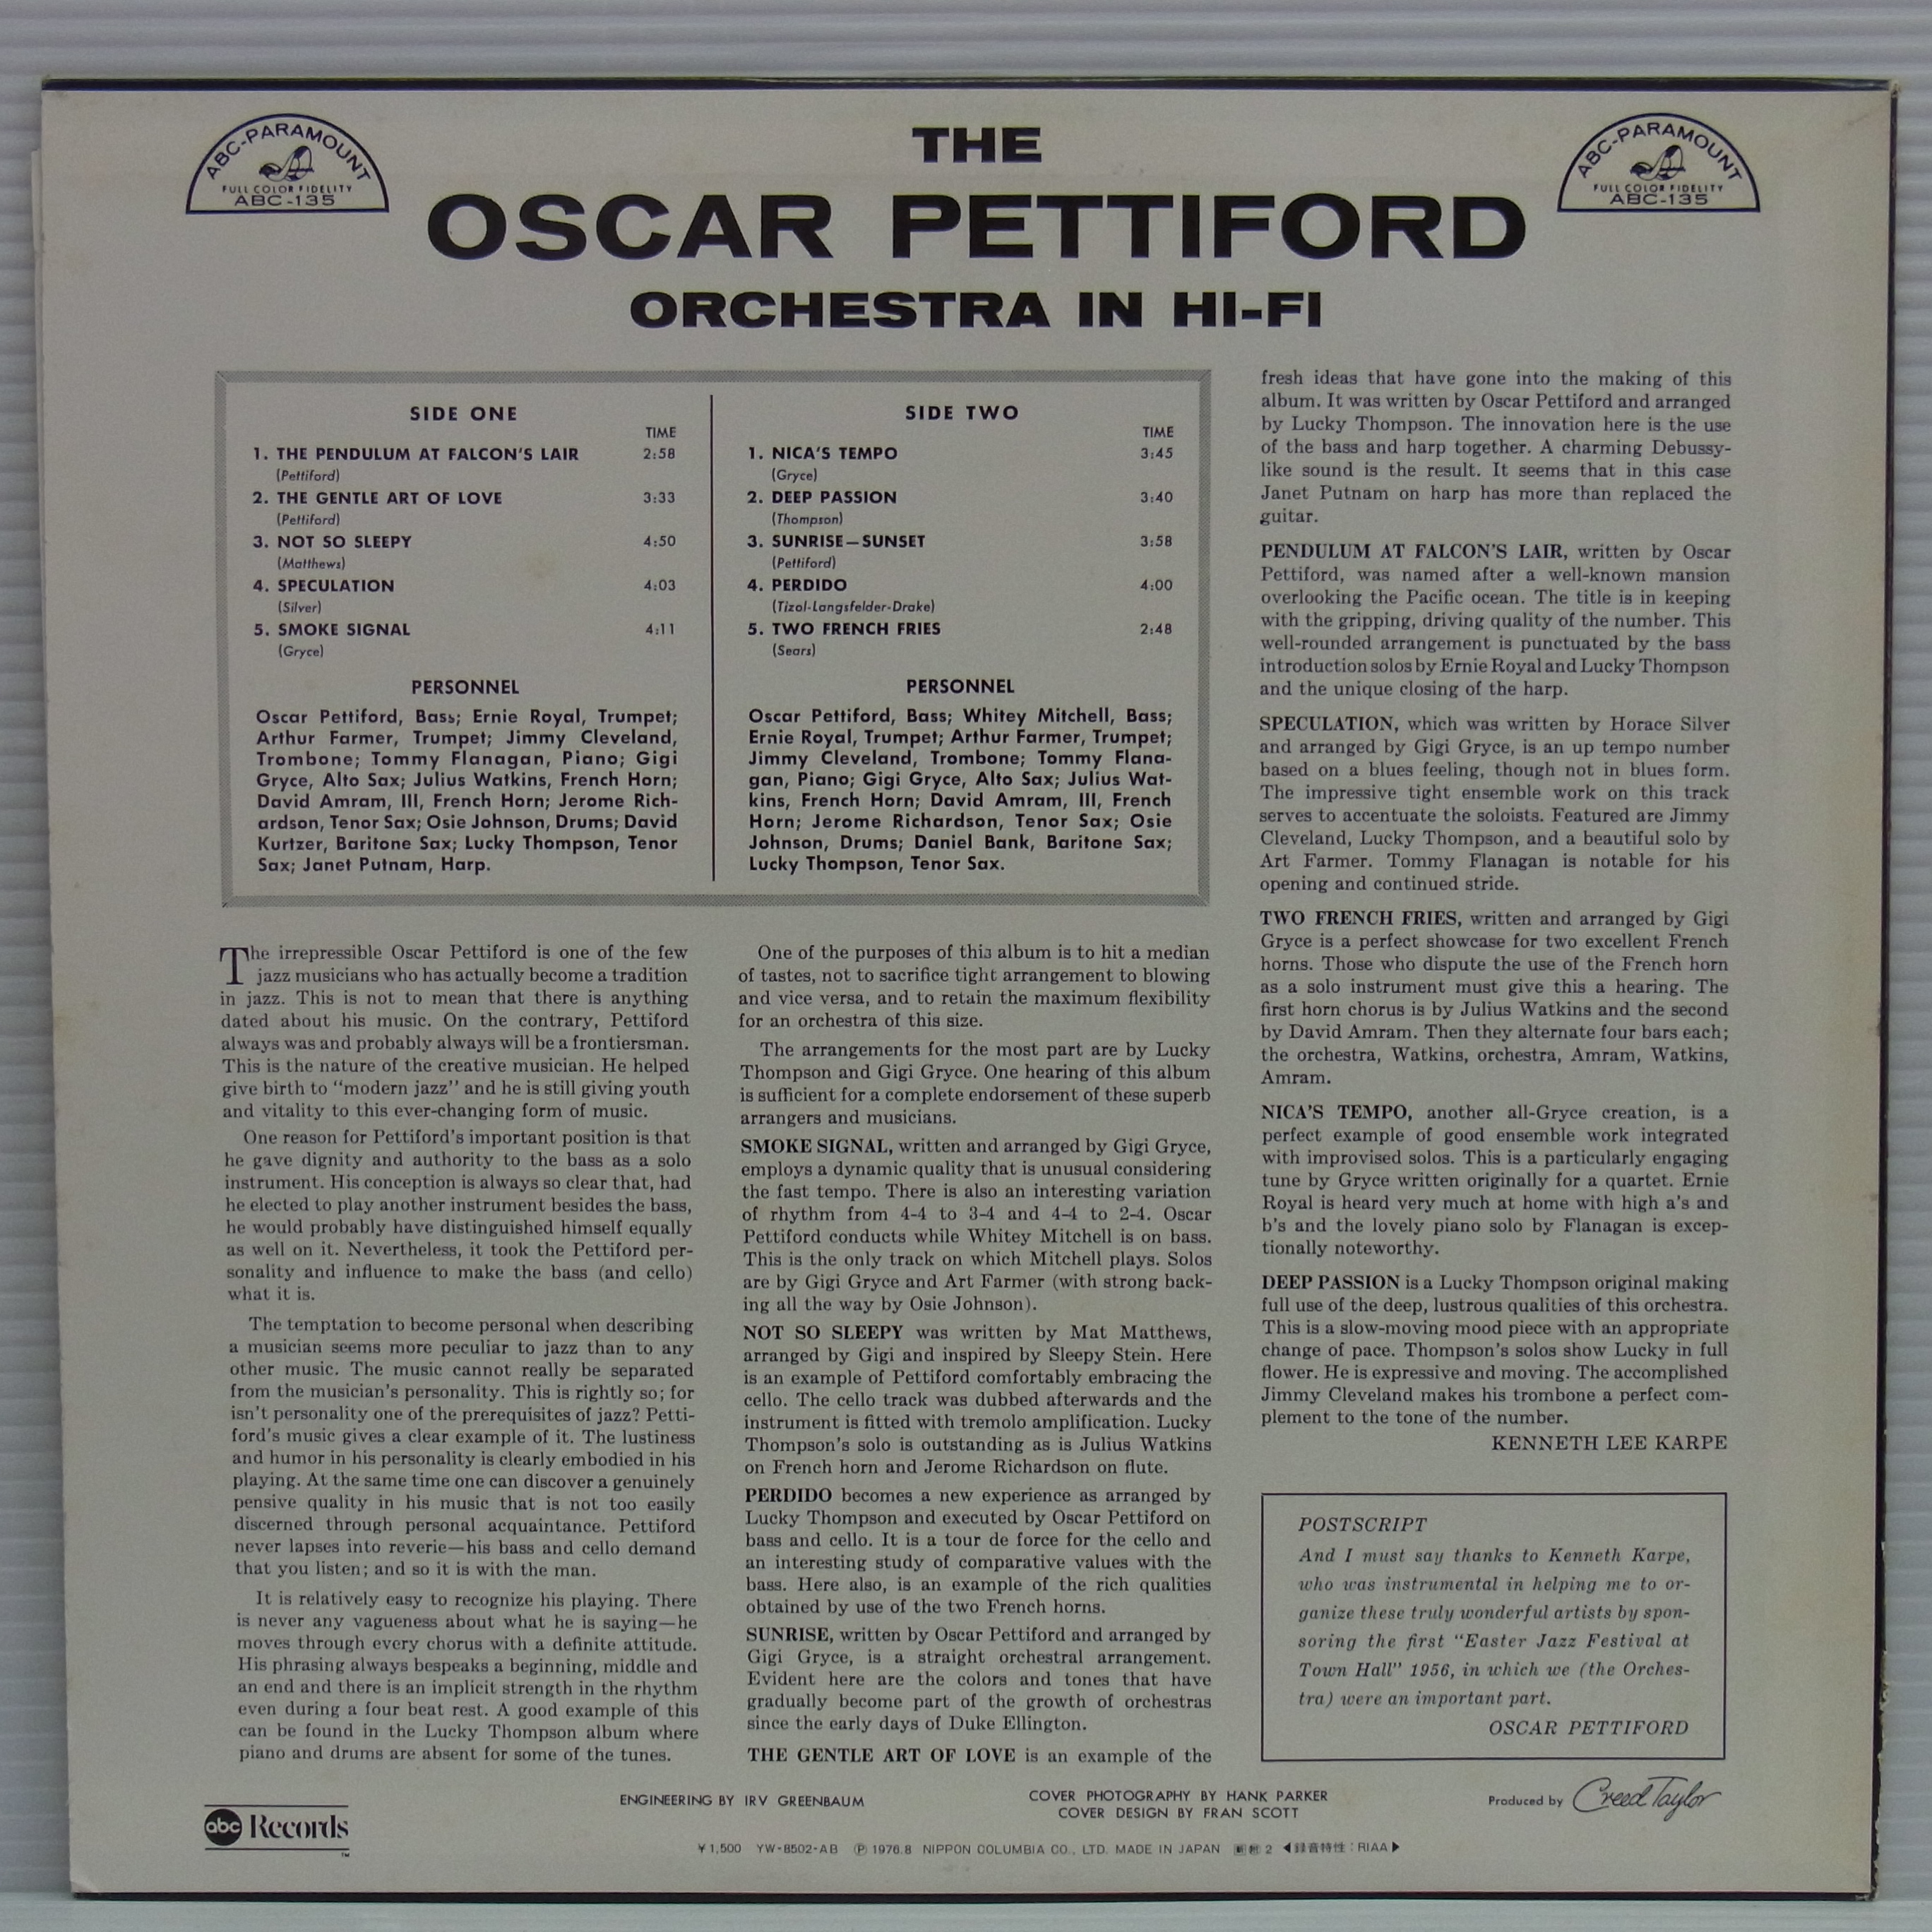 ABC-PARAMOUNT
FULL COLOR FIDELITY
ABC-135
THE
OSCAR PETTIFORD
ORCHESTRA IN HI-FI
ABC-PARAMOUNT
FULL COLOR FIDELITY
ABC-135
SIDE ONE
TIME
1. THE PENDULUM AT FALCON'S LAIR 2:58
(Pettiford)
2. THE GENTLE ART OF LOVE 3:33
(Pettiford)
3. NOT SO SLEEPY 4:50
(Matthews)
4. SPECULATION 4:03
(Silver)
5. SMOKE SIGNAL 4:11
(Gryce)
PERSONNEL
Oscar Pettiford, Bass; Ernie Royal, Trumpet;
Arthur Farmer, Trumpet; Jimmy Cleveland,
Trombone; Tommy Flanagan, Piano; Gigi
Gryce, Alto Sax; Julius Watkins, French Horn;
David Amram, III, French Horn; Jerome Rich-
ardson, Tenor Sax; Osie Johnson, Drums; David
Kurtzer, Baritone Sax; Lucky Thompson, Tenor
Sax; Janet Putnam, Harp.
SIDE TWO
TIME
1. NICA'S TEMPO 3:45
(Gryce)
2. DEEP PASSION 3:40
(Thompson)
3. SUNRISE—SUNSET 3:58
(Pettiford)
4. PERDIDO 4:00
(Tizol-Langsfelder-Drake)
5. TWO FRENCH FRIES 2:48
(Sears)
PERSONNEL
Oscar Pettiford, Bass; Whitey Mitchell, Bass;
Ernie Royal, Trumpet; Arthur Farmer, Trumpet;
Jimmy Cleveland, Trombone; Tommy Flana-
gan, Piano; Gigi Gryce, Alto Sax; Julius Wat-
kins, French Horn; David Amram, III, French
Horn; Jerome Richardson, Tenor Sax; Osie
Johnson, Drums; Daniel Bank, Baritone Sax;
Lucky Thompson, Tenor Sax.
The irrepressible Oscar Pettiford is one of the few
jazz musicians who has actually become a tradition
in jazz. This is not to mean that there is anything
dated about his music. On the contrary, Pettiford
always was and probably always will be a frontiersman.
This is the nature of the creative musician. He helped
give birth to "modern jazz" and he is still giving youth
and vitality to this ever-changing form of music.
One reason for Pettiford's important position is that
he gave dignity and authority to the bass as a solo
instrument. His conception is always so clear that, had
he elected to play another instrument besides the bass,
he would probably have distinguished himself equally
as well on it. Nevertheless, it took the Pettiford per-
sonality and influence to make the bass (and cello)
what it is.
The temptation to become personal when describing
a musician seems more peculiar to jazz than to any
other music. The music cannot really be separated
from the musician's personality. This is rightly so; for
isn't personality one of the prerequisites of jazz? Petti-
ford's music gives a clear example of it. The lustiness
and humor in his personality is clearly embodied in his
playing. At the same time one can discover a genuinely
pensive quality in his music that is not too easily
discerned through personal acquaintance. Pettiford
never lapses into reverie—his bass and cello demand
that you listen; and so it is with the man.
It is relatively easy to recognize his playing. There
is never any vagueness about what he is saying—he
moves through every chorus with a definite attitude.
His phrasing always bespeaks a beginning, middle and
an end and there is an implicit strength in the rhythm
even during a four beat rest. A good example of this
can be found in the Lucky Thompson album where
piano and drums are absent for some of the tunes.
One of the purposes of this album is to hit a median
of tastes, not to sacrifice tight arrangement to blowing
and vice versa, and to retain the maximum flexibility
for an orchestra of this size.
The arrangements for the most part are by Lucky
Thompson and Gigi Gryce. One hearing of this album
is sufficient for a complete endorsement of these superb
arrangers and musicians.
SMOKE SIGNAL, written and arranged by Gigi Gryce,
employs a dynamic quality that is unusual considering
the fast tempo. There is also an interesting variation
of rhythm from 4-4 to 3-4 and 4-4 to 2-4. Oscar
Pettiford conducts while Whitey Mitchell is on bass.
This is the only track on which Mitchell plays. Solos
are by Gigi Gryce and Art Farmer (with strong back-
ing all the way by Osie Johnson).
NOT SO SLEEPY was written by Mat Matthews,
arranged by Gigi and inspired by Sleepy Stein. Here
is an example of Pettiford comfortably embracing the
cello. The cello track was dubbed afterwards and the
instrument is fitted with tremolo amplification. Lucky
Thompson's solo is outstanding as is Julius Watkins
on French horn and Jerome Richardson on flute.
PERDIDO becomes a new experience as arranged by
Lucky Thompson and executed by Oscar Pettiford on
bass and cello. It is a tour de force for the cello and
an interesting study of comparative values with the
bass. Here also, is an example of the rich qualities
obtained by use of the two French horns.
SUNRISE, written by Oscar Pettiford and arranged by
Gigi Gryce, is a straight orchestral arrangement.
Evident here are the colors and tones that have
gradually become part of the growth of orchestras
since the early days of Duke Ellington.
THE GENTLE ART OF LOVE is an example of the
fresh ideas that have gone into the making of this
album. It was written by Oscar Pettiford and arranged
by Lucky Thompson. The innovation here is the use
of the bass and harp together. A charming Debussy-
like sound is the result. It seems that in this case
Janet Putnam on harp has more than replaced the
guitar.
PENDULUM AT FALCON'S LAIR, written by Oscar
Pettiford, was named after a well-known mansion
overlooking the Pacific ocean. The title is in keeping
with the gripping, driving quality of the number. This
well-rounded arrangement is punctuated by the bass
introduction solos by Ernie Royal and Lucky Thompson
and the unique closing of the harp.
SPECULATION, which was written by Horace Silver
and arranged by Gigi Gryce, is an up tempo number
based on a blues feeling, though not in blues form.
The impressive tight ensemble work on this track
serves to accentuate the soloists. Featured are Jimmy
Cleveland, Lucky Thompson, and a beautiful solo by
Art Farmer. Tommy Flanagan is notable for his
opening and continued stride.
TWO FRENCH FRIES, written and arranged by Gigi
Gryce is a perfect showcase for two excellent French
horns. Those who dispute the use of the French horn
as a solo instrument must give this a hearing. The
first horn chorus is by Julius Watkins and the second
by David Amram. Then they alternate four bars each;
the orchestra, Watkins, orchestra, Amram, Watkins,
Amram.
NICA'S TEMPO, another all-Gryce creation, is a
perfect example of good ensemble work integrated
with improvised solos. This is a particularly engaging
tune by Gryce written originally for a quartet. Ernie
Royal is heard very much at home with high a's and
b's and the lovely piano solo by Flanagan is excep-
tionally noteworthy.
DEEP PASSION is a Lucky Thompson original making
full use of the deep, lustrous qualities of this orchestra.
This is a slow-moving mood piece with an appropriate
change of pace. Thompson's solos show Lucky in full
flower. He is expressive and moving. The accomplished
Jimmy Cleveland makes his trombone a perfect com-
plement to the tone of the number.
KENNETH LEE KARPE
POSTSCRIPT
And I must say thanks to Kenneth Karpe,
who was instrumental in helping me to or-
ganize these truly wonderful artists by spon-
soring the first "Easter Jazz Festival at
Town Hall" 1956, in which we (the Orches-
tra) were an important part.
OSCAR PETTIFORD
abc Records
TM
ENGINEERING BY IRV GREENBAUM
COVER PHOTOGRAPHY BY HANK PARKER
COVER DESIGN BY FRAN SCOTT
Produced by Creed Taylor
¥1,500 YW-8502-AB Ⓟ 1976.8 NIPPON COLUMBIA CO., LTD. MADE IN JAPAN 2 ◀録音特性：RIAA▶